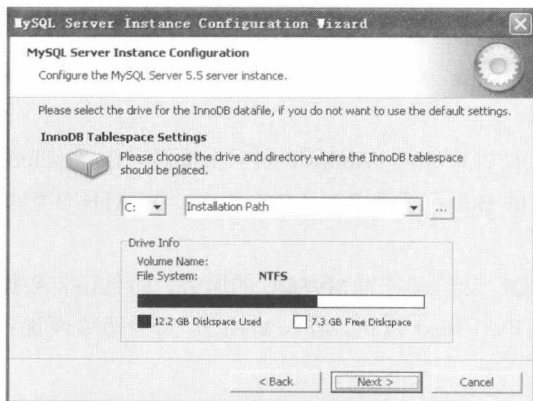 MySQL Server Instance Configuration Wizard
MySQL Server Instance Configuration
Configure the MySQL Server 5.5 server instance.
Please select the drive for the InnoDB datafile, if you do not want to use the default settings.
InnoDB Tablespace Settings
Please choose the drive and directory where the InnoDB tablespace
should be placed.
C: Installation Path ...
Drive Info
Volume Name:
File System: NTFS
12.2 GB Diskspace Used 7.3 GB Free Diskspace
< Back Next > Cancel